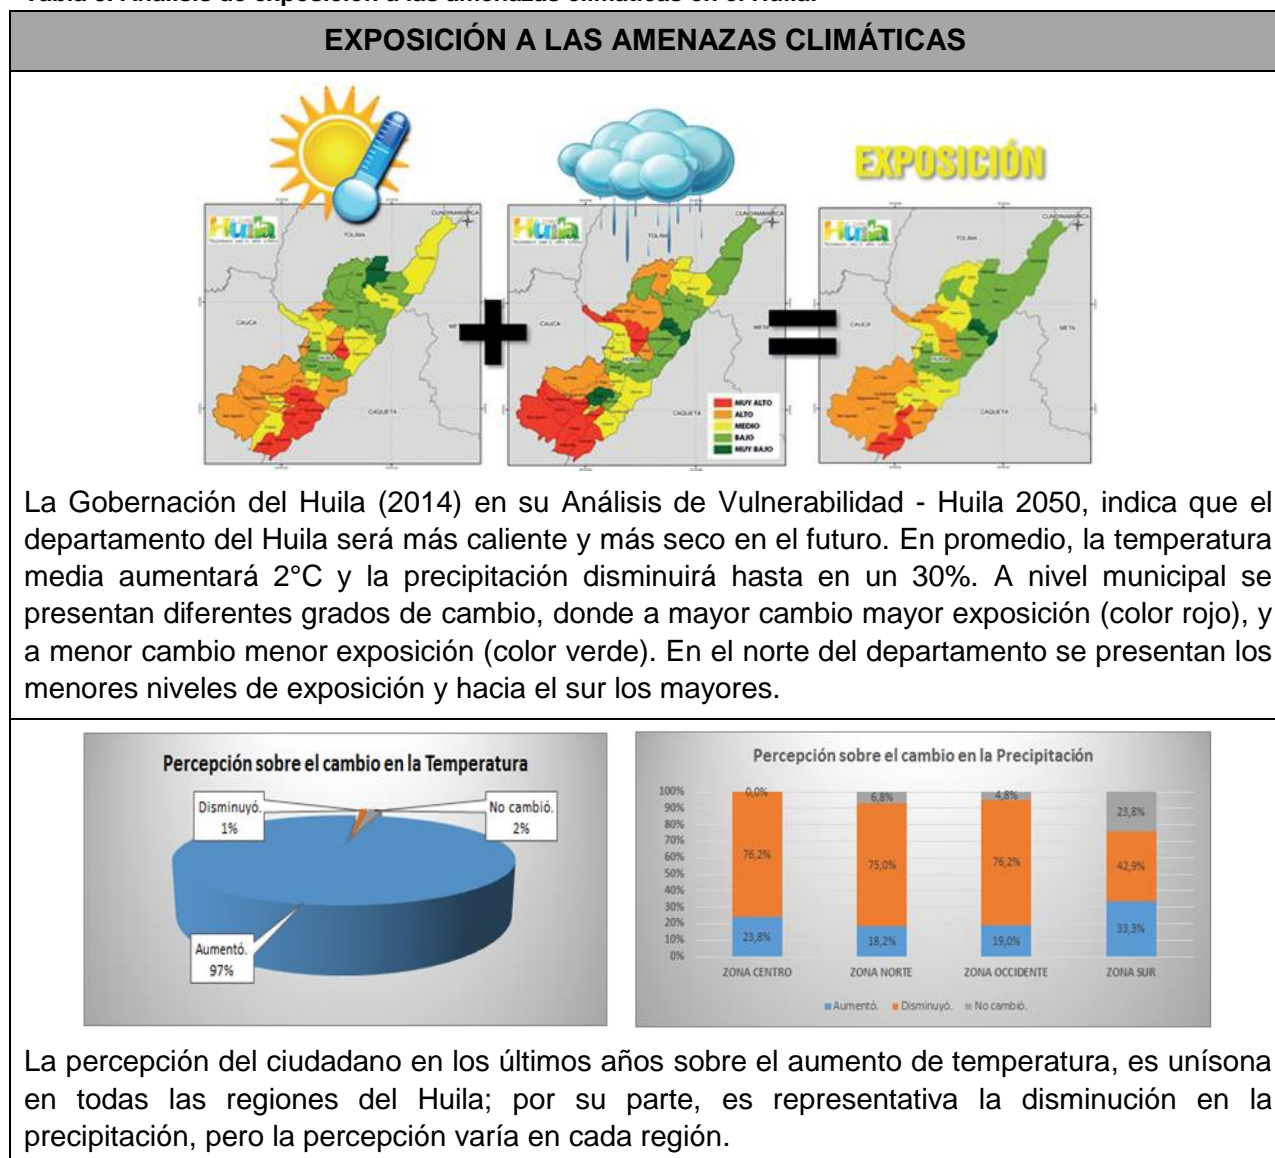 EXPOSICIÓN A LAS AMENAZAS CLIMÁTICAS
EXPOSICIÓN
Huila
Huila
Huila
CUNDINAMARCA
CUNDINAMARCA
CUNDINAMARCA
TOLIMA
TOLIMA
TOLIMA
CAUCA
META
CAUCA
META
CAUCA
META
HUILA
HUILA
HUILA
CAQUETA
CAQUETA
CAQUETA
MUY ALTO
ALTO
MEDIO
BAJO
MUY BAJO
La Gobernación del Huila (2014) en su Análisis de Vulnerabilidad - Huila 2050, indica que el
departamento del Huila será más caliente y más seco en el futuro. En promedio, la temperatura
media aumentará 2°C y la precipitación disminuirá hasta en un 30%. A nivel municipal se
presentan diferentes grados de cambio, donde a mayor cambio mayor exposición (color rojo), y
a menor cambio menor exposición (color verde). En el norte del departamento se presentan los
menores niveles de exposición y hacia el sur los mayores.
Percepción sobre el cambio en la Temperatura
Disminuyó.
1%
No cambió.
2%
Aumentó.
97%
Percepción sobre el cambio en la Precipitación
100%
90%
80%
70%
60%
50%
40%
30%
20%
10%
0%
0,0%
76,2%
23,8%
6,8%
75,0%
18,2%
4,8%
76,2%
19,0%
23,8%
42,9%
33,3%
ZONA CENTRO
ZONA NORTE
ZONA OCCIDENTE
ZONA SUR
Aumentó. Disminuyó. No cambió.
La percepción del ciudadano en los últimos años sobre el aumento de temperatura, es unísona
en todas las regiones del Huila; por su parte, es representativa la disminución en la
precipitación, pero la percepción varía en cada región.